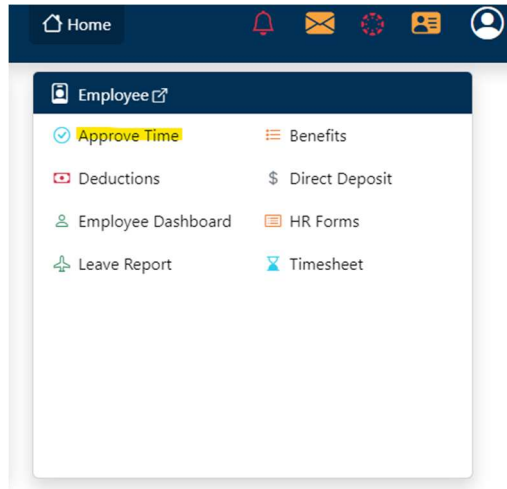 Home
Employee
Approve Time
Benefits
Deductions
$ Direct Deposit
Employee Dashboard
HR Forms
Leave Report
Timesheet